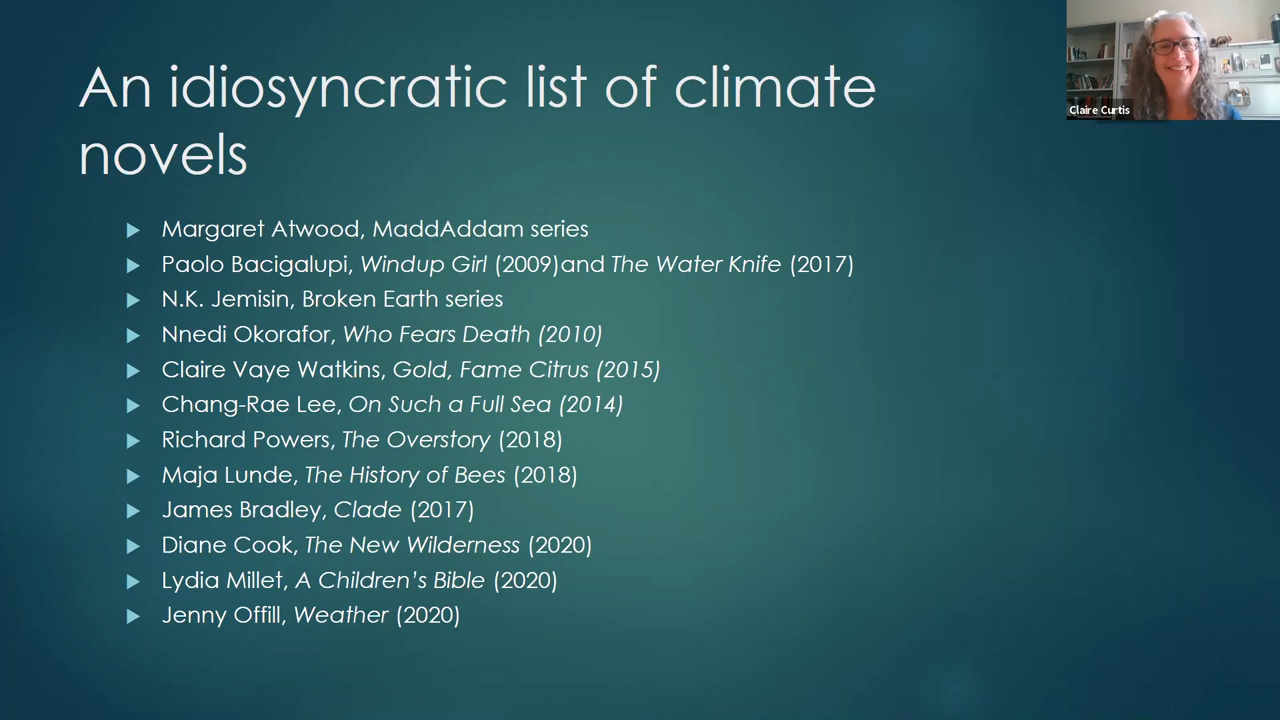 An idiosyncratic list of climate
novels
Claire Curtis
Margaret Atwood, MaddAddam series
Paolo Bacigalupi, Windup Girl (2009)and The Water Knife (2017)
N.K. Jemisin, Broken Earth series
Nnedi Okorafor, Who Fears Death (2010)
Claire Vaye Watkins, Gold, Fame Citrus (2015)
Chang-Rae Lee, On Such a Full Sea (2014)
Richard Powers, The Overstory (2018)
Maja Lunde, The History of Bees (2018)
James Bradley, Clade (2017)
Diane Cook, The New Wilderness (2020)
Lydia Millet, A Children's Bible (2020)
Jenny Offill, Weather (2020)